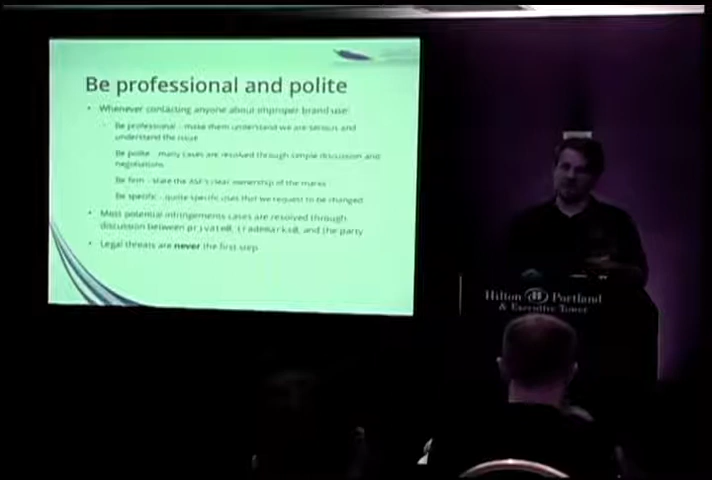 Be professional and polite
• Whenever contacting anyone about improper brand use:
- Be professional - make them understand we are serious and
understand the issue
Be polite - many cases are resolved through simple discussion and
negotiations
Be firm - state the ASF's clear ownership of the marks
Be specific - quote specific uses that we request to be changed
• Most potential infringements cases are resolved through
discussion between private@, trademarks@, and the party
• Legal threats are never the first step
Hilton Portland
& Executive Tower